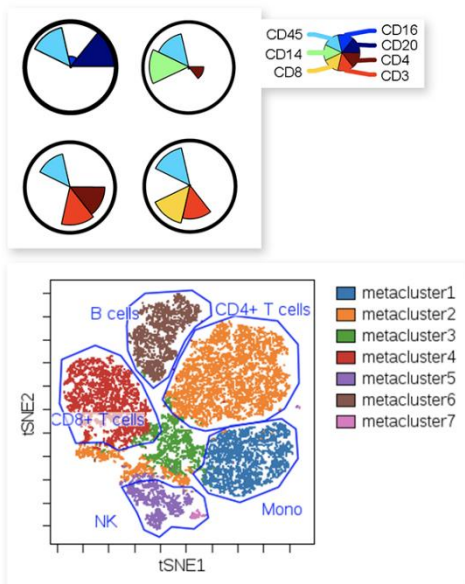 CD45
CD16
CD14
CD20
CD8
CD4
CD3
B cells
CD4+ T cells
CD8+ T cells
NK
Mono
tSNE2
tSNE1
metacluster1
metacluster2
metacluster3
metacluster4
metacluster5
metacluster6
metacluster7